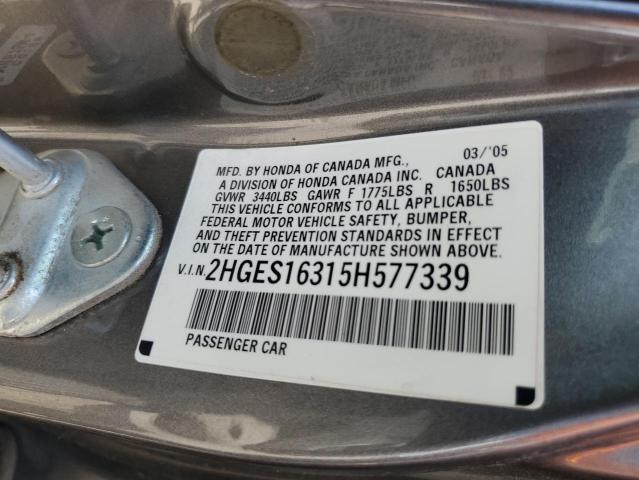 03/'05
MFD. BY HONDA OF CANADA MFG.,
A DIVISION OF HONDA CANADA INC. CANADA
GVWR 3440LBS GAWR F 1775LBS R 1650LBS
THIS VEHICLE CONFORMS TO ALL APPLICABLE
FEDERAL MOTOR VEHICLE SAFETY, BUMPER,
AND THEFT PREVENTION STANDARDS IN EFFECT
ON THE DATE OF MANUFACTURE SHOWN ABOVE.
V.I.N. 2HGES16315H577339
PASSENGER CAR